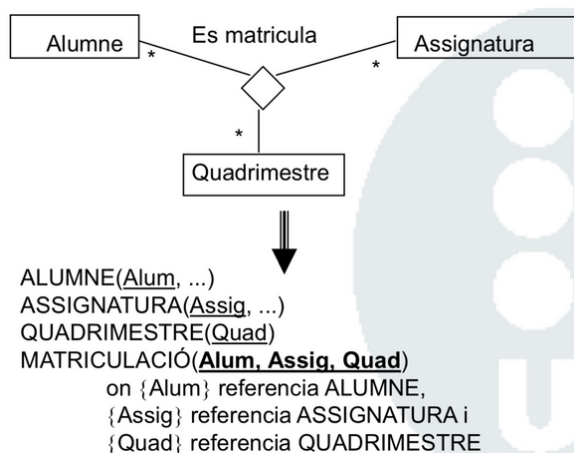 Alumne
Es matricula
Assignatura
*
*
*
Quadrimestre
ALUMNE(Alum, ...)
ASSIGNATURA(Assig, ...)
QUADRIMESTRE(Quad)
MATRICULACIÓ(Alum, Assig, Quad)
on {Alum} referencia ALUMNE,
{Assig} referencia ASSIGNATURA i
{Quad} referencia QUADRIMESTRE